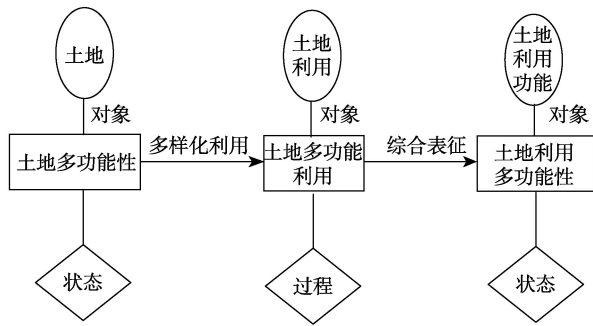 土地
土地
利用
土地
利用
功能
对象
对象
对象
土地多功能性
多样化利用
土地多功能
利用
综合表征
土地利用
多功能性
状态
过程
状态